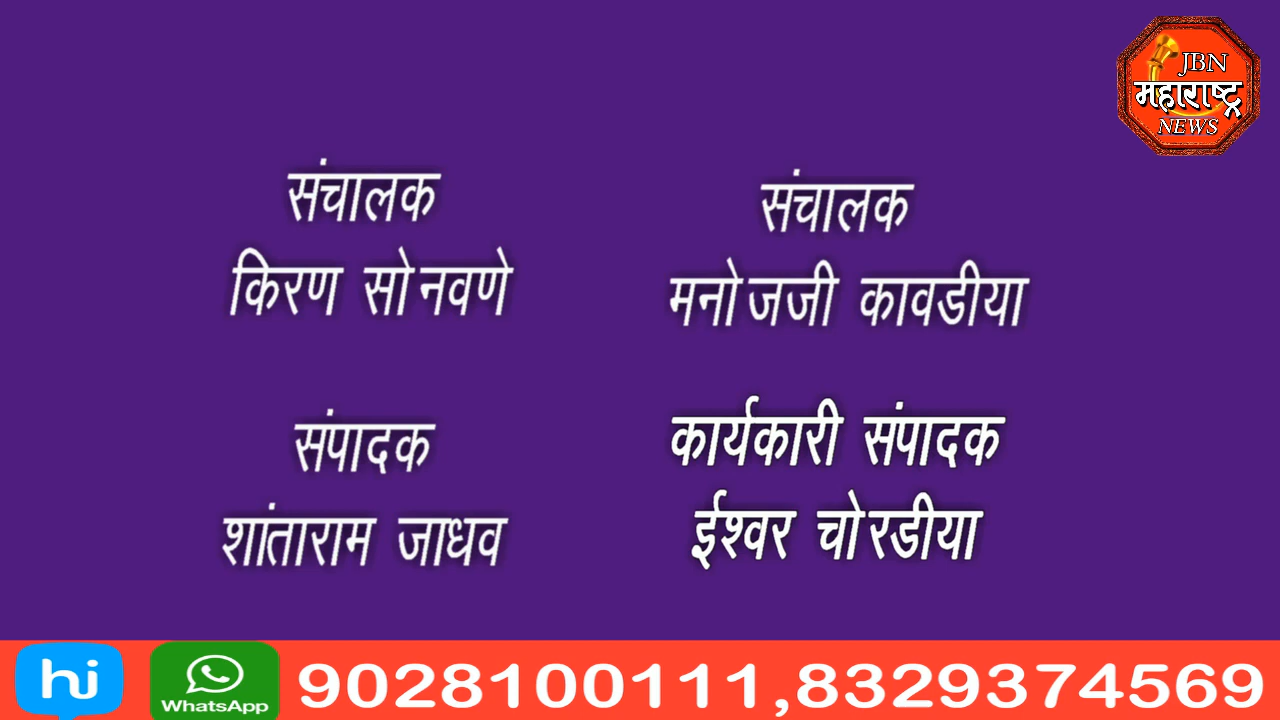 JBN
महाराष्ट्र
NEWS
संचालक
किरण सोनवणे
संचालक
मनोजजी कावडीया
संपादक
शांताराम जाधव
कार्यकारी संपादक
ईश्वर चोरडीया
hi
WhatsApp
9028100111,8329374569